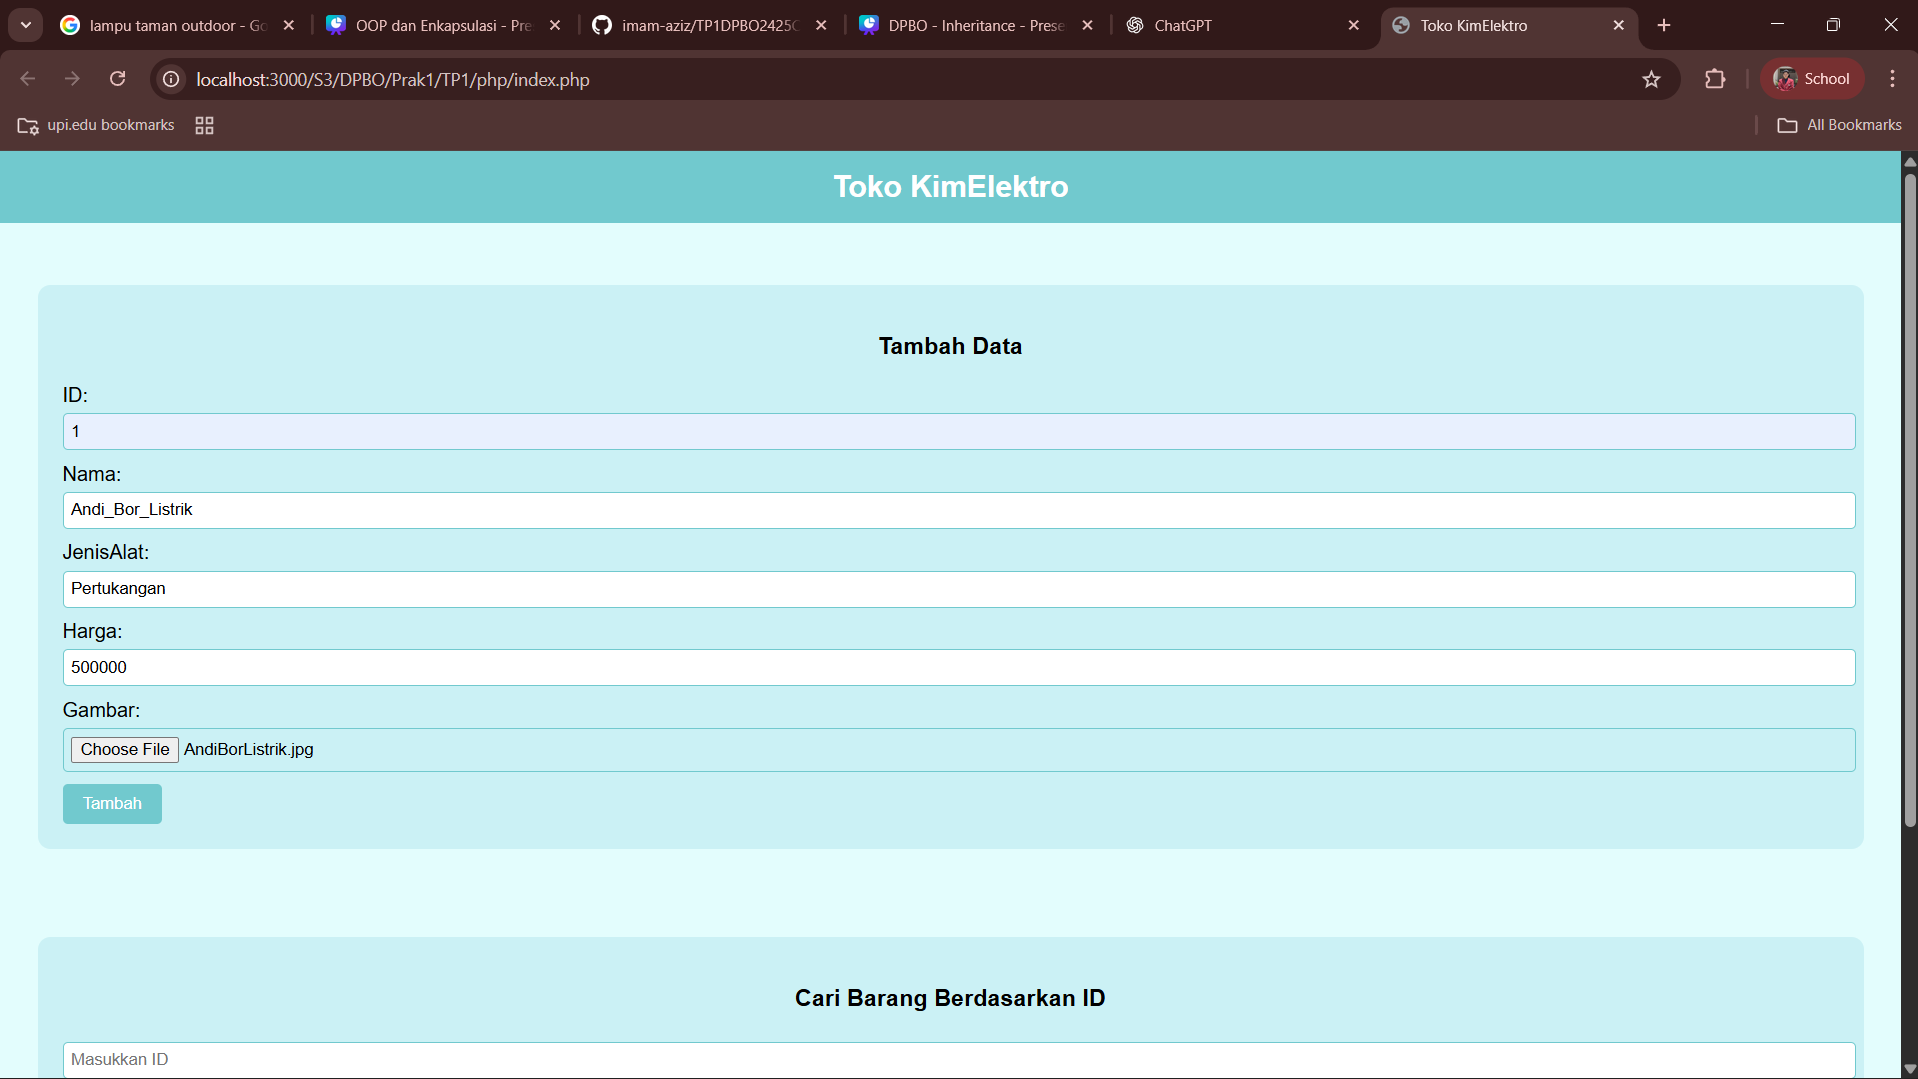 lampu taman outdoor - Go
OOP dan Enkapsulasi - Pre
imam-aziz/TP1DPBO2425C
DPBO - Inheritance - Prese
ChatGPT
Toko KimElektro
localhost:3000/S3/DPBO/Prak1/TP1/php/index.php
School
upi.edu bookmarks
All Bookmarks
Toko KimElektro
Tambah Data
ID:
1
Nama:
Andi_Bor_Listrik
JenisAlat:
Pertukangan
Harga:
500000
Gambar:
Choose File AndiBorListrik.jpg
Tambah
Cari Barang Berdasarkan ID
Masukkan ID